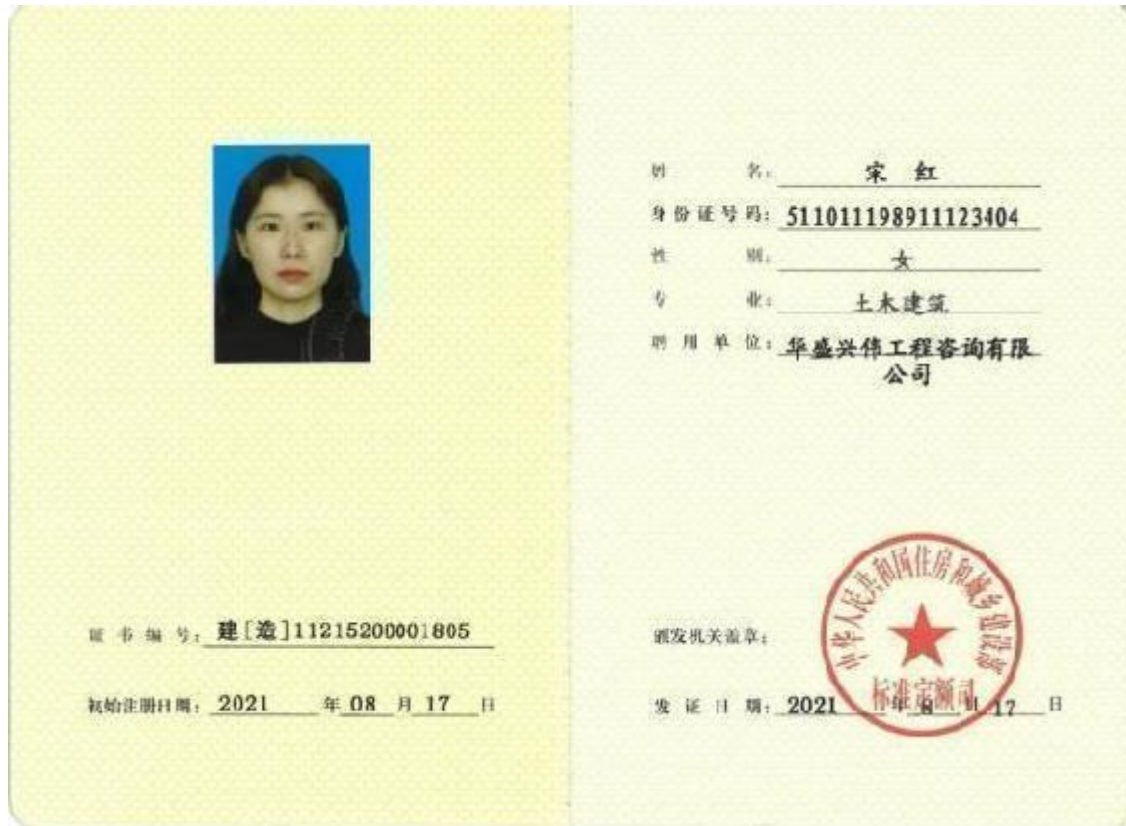 证书编号：建[造]11215200001805
初始注册日期：2021 年 08 月 17 日
姓 名：宋 红
身份证号码：511011198911123404
性 别：女
专 业：土木建筑
聘用单位：华盛兴伟工程咨询有限
公司
颁发机关盖章：
中华人民共和国住房和城乡建设部
标准定额司
发证日期：2021 年 8 月 17 日